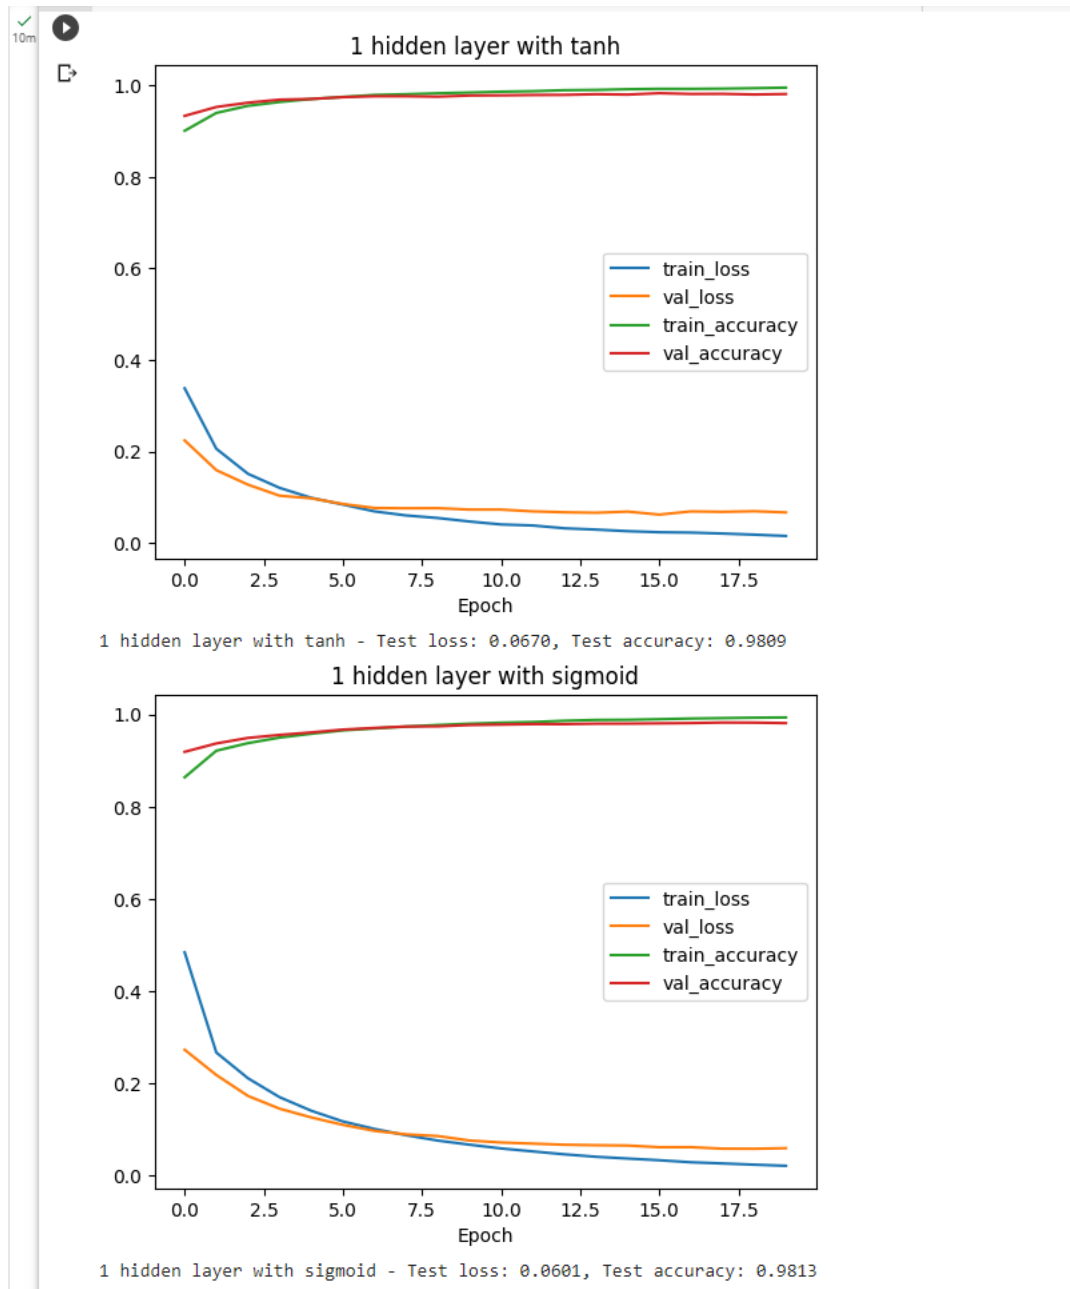 10m
1 hidden layer with tanh
1.0
0.8
0.6
0.4
0.2
0.0
train_loss
val_loss
train_accuracy
val_accuracy
0.0 2.5 5.0 7.5 10.0 12.5 15.0 17.5
Epoch
1 hidden layer with tanh - Test loss: 0.0670, Test accuracy: 0.9809
1 hidden layer with sigmoid
1.0
0.8
0.6
0.4
0.2
0.0
train_loss
val_loss
train_accuracy
val_accuracy
0.0 2.5 5.0 7.5 10.0 12.5 15.0 17.5
Epoch
1 hidden layer with sigmoid - Test loss: 0.0601, Test accuracy: 0.9813